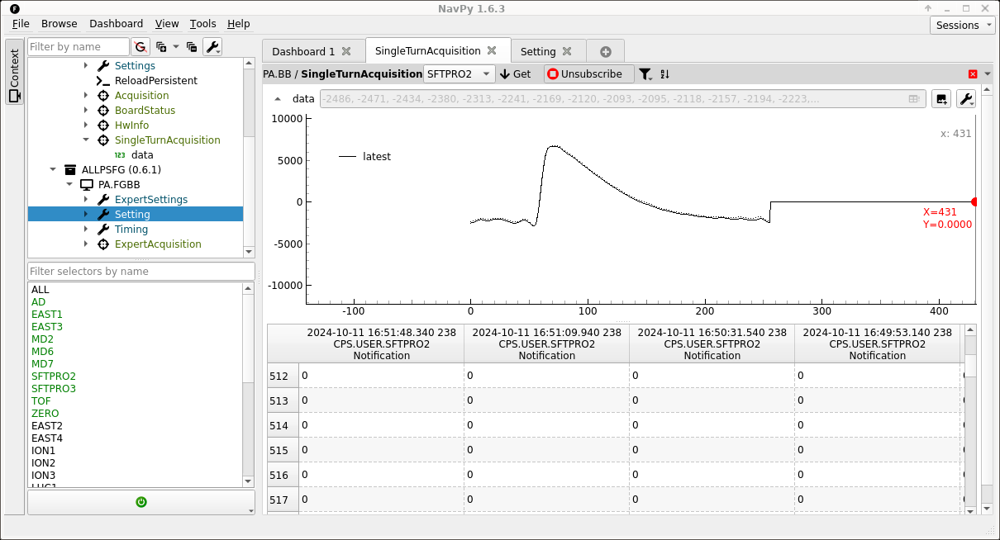 NavPy 1.6.3
File Browse Dashboard View Tools Help
Sessions
Context
Filter by name
Settings
ReloadPersistent
Acquisition
BoardStatus
HwInfo
SingleTurnAcquisition
123 data
ALLPSFG (0.6.1)
PA.FGBB
ExpertSettings
Setting
Timing
ExpertAcquisition
Filter selectors by name
ALL
AD
EAST1
EAST3
MD2
MD6
MD7
SFTPRO2
SFTPRO3
TOF
ZERO
EAST2
EAST4
ION1
ION2
ION3
Dashboard 1 SingleTurnAcquisition Setting
PA.BB / SingleTurnAcquisition SFTPRO2 Get Unsubscribe
data -2486, -2471, -2434, -2380, -2313, -2241, -2169, -2120, -2093, -2095, -2118, -2157, -2194, -2223,...
10000
5000
0
-5000
-10000
x: 431
latest
X=431
Y=0.0000
-100 0 100 200 300 400
2024-10-11 16:51:48.340 238 2024-10-11 16:51:09.940 238 2024-10-11 16:50:31.540 238 2024-10-11 16:49:53.140 238
CPS.USER.SFTPRO2 CPS.USER.SFTPRO2 CPS.USER.SFTPRO2 CPS.USER.SFTPRO2
Notification Notification Notification Notification
512 0 0 0 0
513 0 0 0 0
514 0 0 0 0
515 0 0 0 0
516 0 0 0 0
517 0 0 0 0